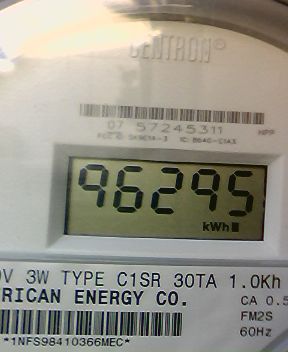 CENTRON®
07 57245311
HPP
96295
kWh
V 3W TYPE C1SR 30TA 1.0Kh
RICAN ENERGY CO.
CA 0.5
FM2S
60Hz
*1NFS98410366MEC*